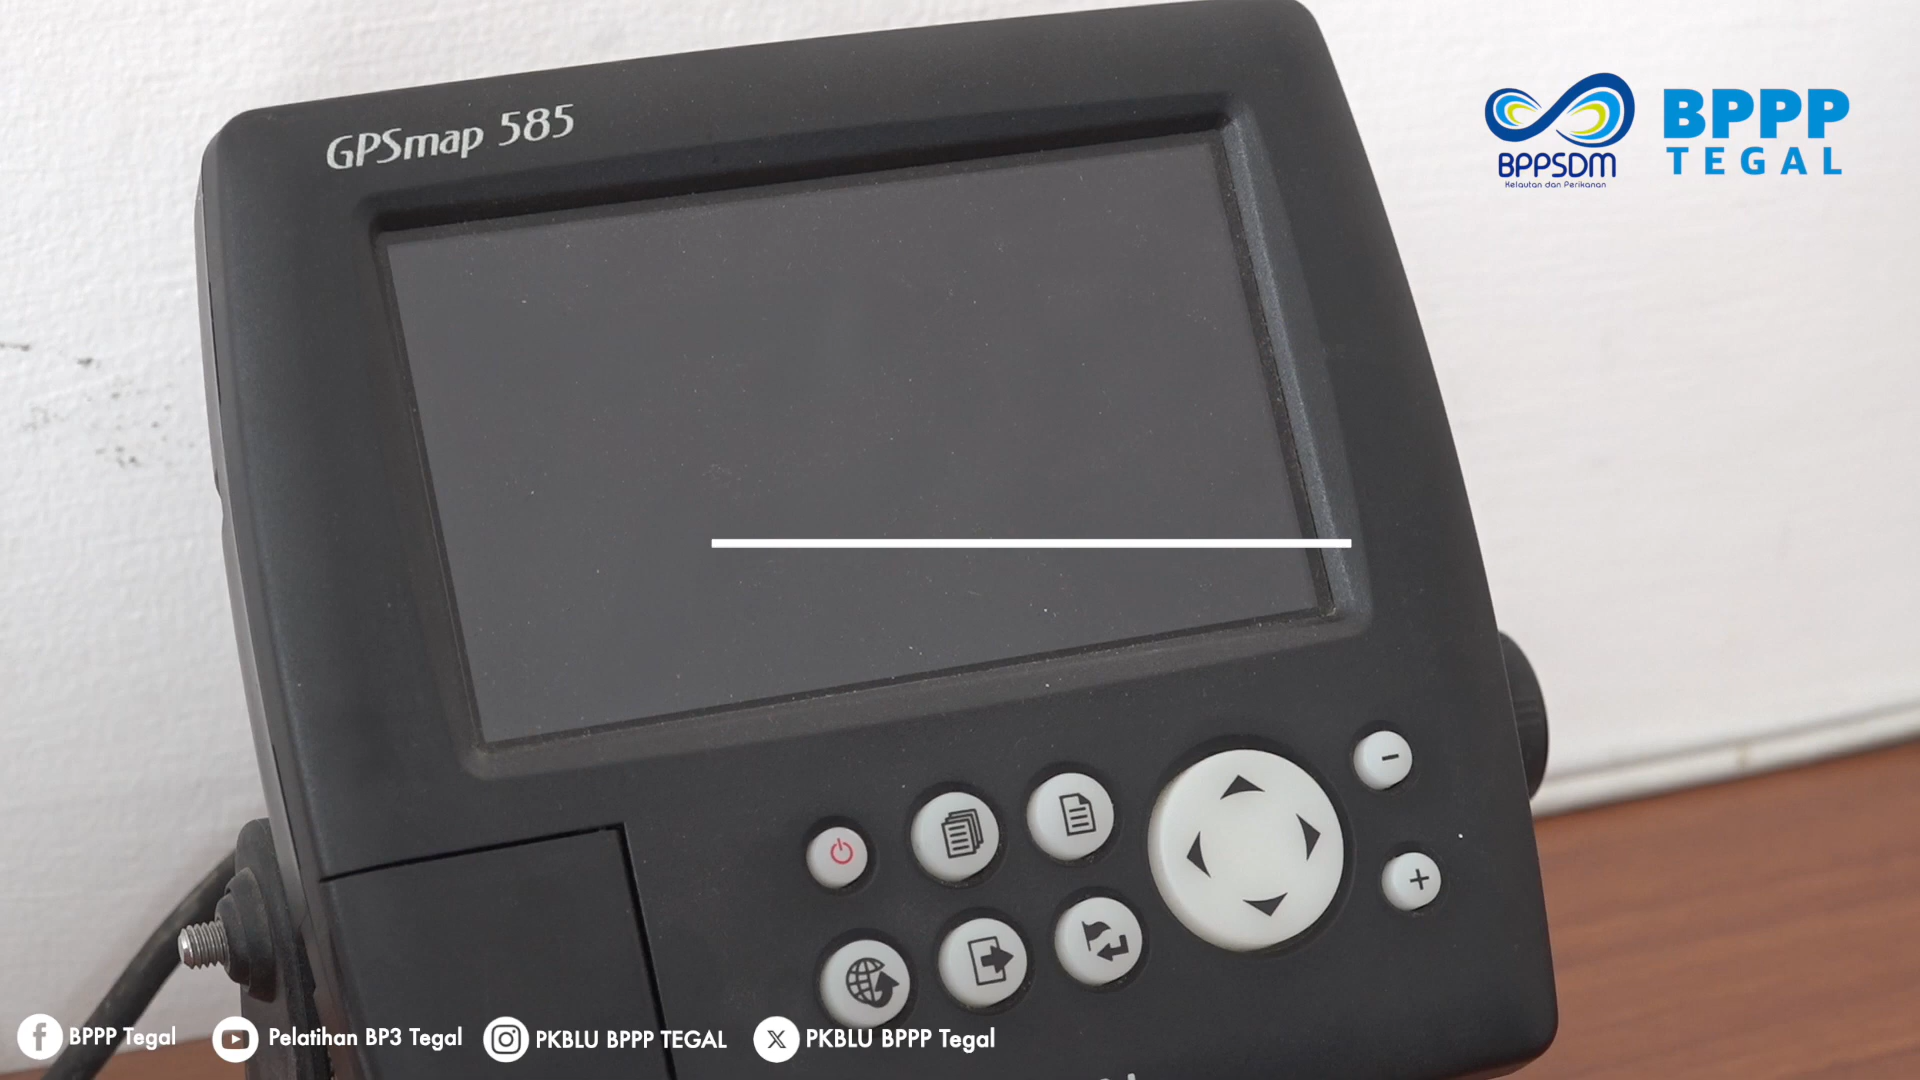 GPSmap 585
BPPSDM
Kelautan dan Perikanan
BPPP
TEGAL
BPPP Tegal
Pelatihan BP3 Tegal
PKBLU BPPP TEGAL
PKBLU BPPP Tegal